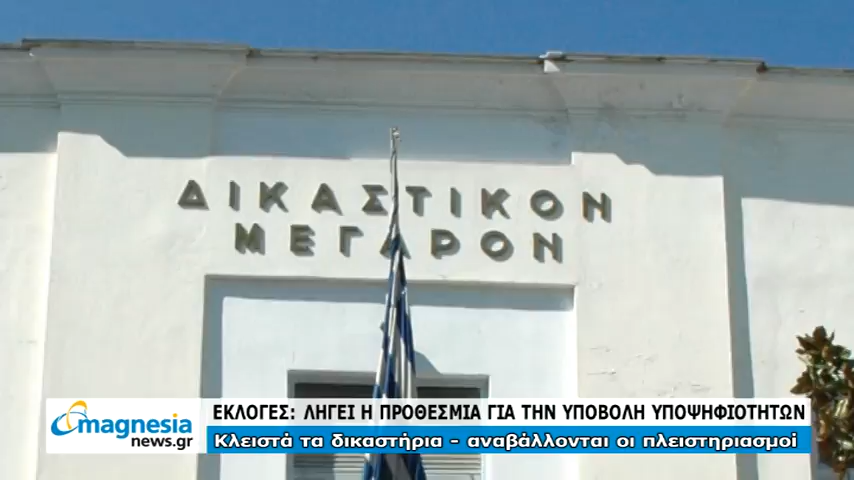 ΔΙΚΑΣΤΙΚΟΝ
ΜΕΓΑΡΟΝ
magnesia
news.gr
ΕΚΛΟΓΕΣ: ΛΗΓΕΙ Η ΠΡΟΘΕΣΜΙΑ ΓΙΑ ΤΗΝ ΥΠΟΒΟΛΗ ΥΠΟΨΗΦΙΟΤΗΤΩΝ
Κλειστά τα δικαστήρια - αναβάλλονται οι πλειστηριασμοί